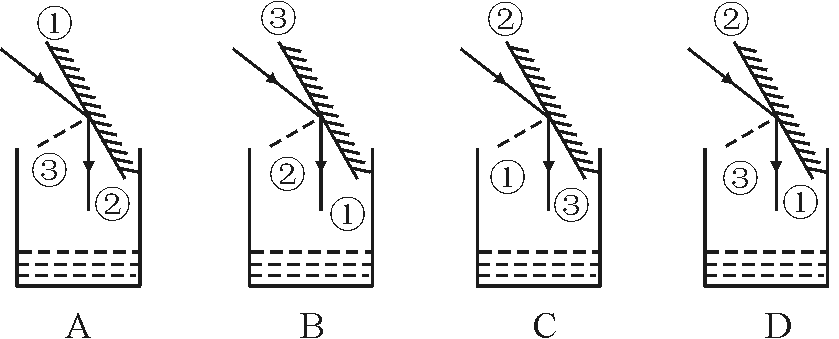 ① ③ ② ②
③ ② ① ③
② ① ③ ①
A B C D